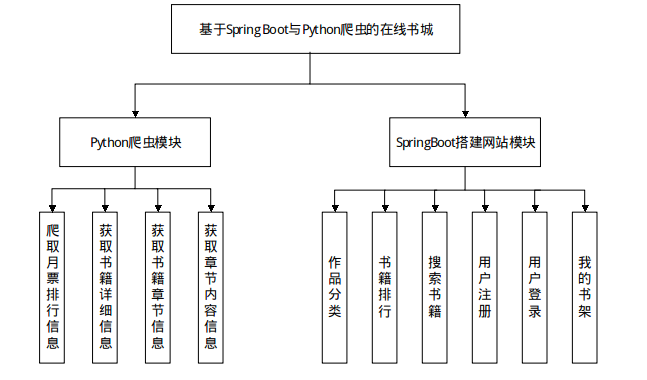 基于Spring Boot与Python爬虫的在线书城
Python爬虫模块
SpringBoot搭建网站模块
爬取月票排行信息
获取书籍详细信息
获取书籍章节信息
获取章节内容信息
作品分类
书籍排行
搜索书籍
用户注册
用户登录
我的书架